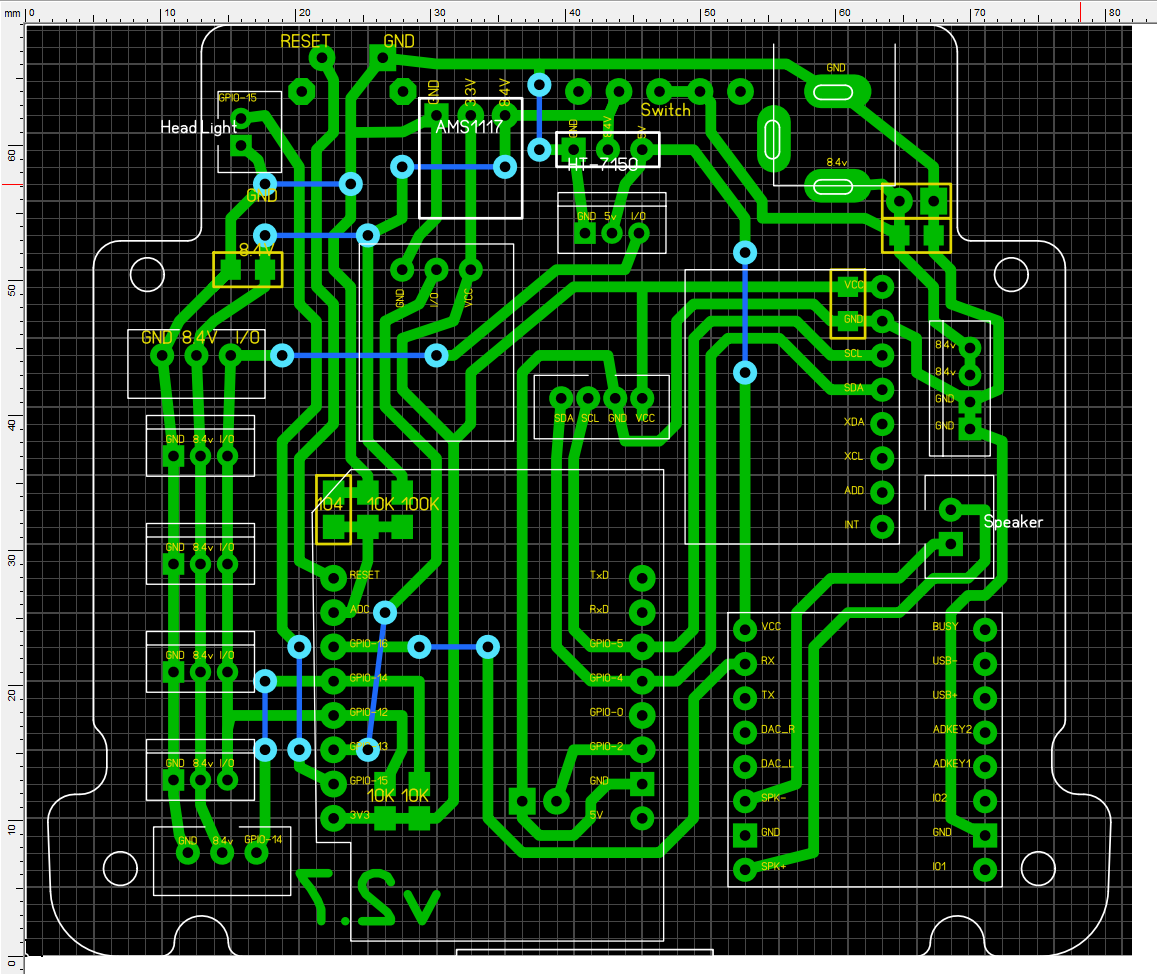 mm 0 10 20 30 40 50 60 70 80
RESET GND
GND
GPIO-15
GND 3.3V 8.4V
Switch
Head Light
AMS1117
GND 8.4V 5V
HT-7150
60
8.4v
GND
GND 5v I/O
8.4V
50
VCC
GND I/O VCC
GND
GND 8.4V I/O
SCL
8.4v
8.4v
SDA
GND
40
SDA SCL GND VCC
XDA
GND
GND 8.4v I/O
XCL
ADD
104 10K 100K
INT
Speaker
30
GND 8.4v I/O
RESET
TxD
ADC
RxD
VCC
BUSY
GPIO-16
GPIO-5
GND 8.4v I/O
RX
USB-
20
GPIO-14
GPIO-4
TX
USB+
GPIO-12
GPIO-0
DAC_R
ADKEY2
GPIO-13
GPIO-2
GND 8.4v I/O
DAC_L
ADKEY1
GPIO-15
GND
10K 10K
SPK-
IO2
10
3V3
5V
GND
GND
GND 8.4v GPIO-14
SPK+
IO1
v2.7
0